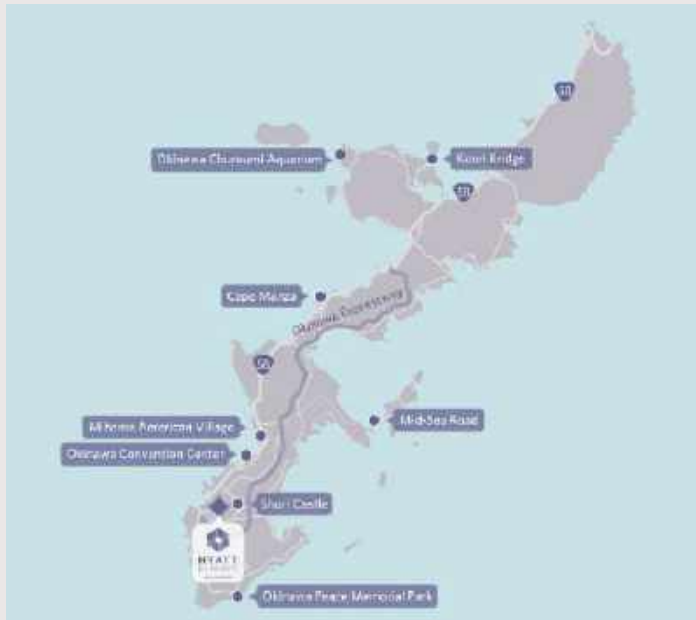 58
Okinawa Churaumi Aquarium
Kouri Bridge
58
Cape Manza
Okinawa Expressway
58
Mihama American Village
Mid-Sea Road
Okinawa Convention Center
Shuri Castle
HYATT
Okinawa Peace Memorial Park